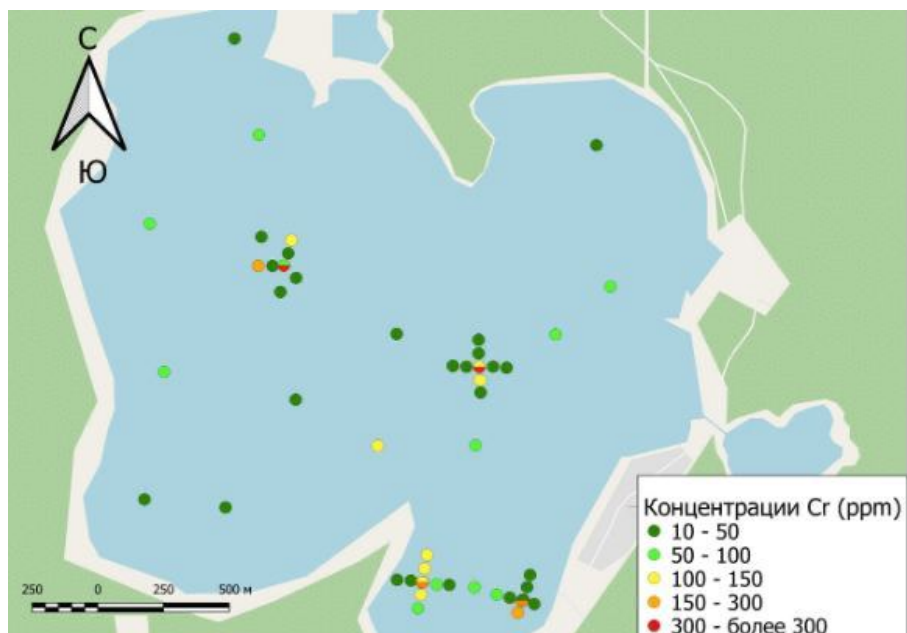 С
Ю
250 0 250 500 м
Концентрации Cr (ppm)
10 - 50
50 - 100
100 - 150
150 - 300
300 - более 300